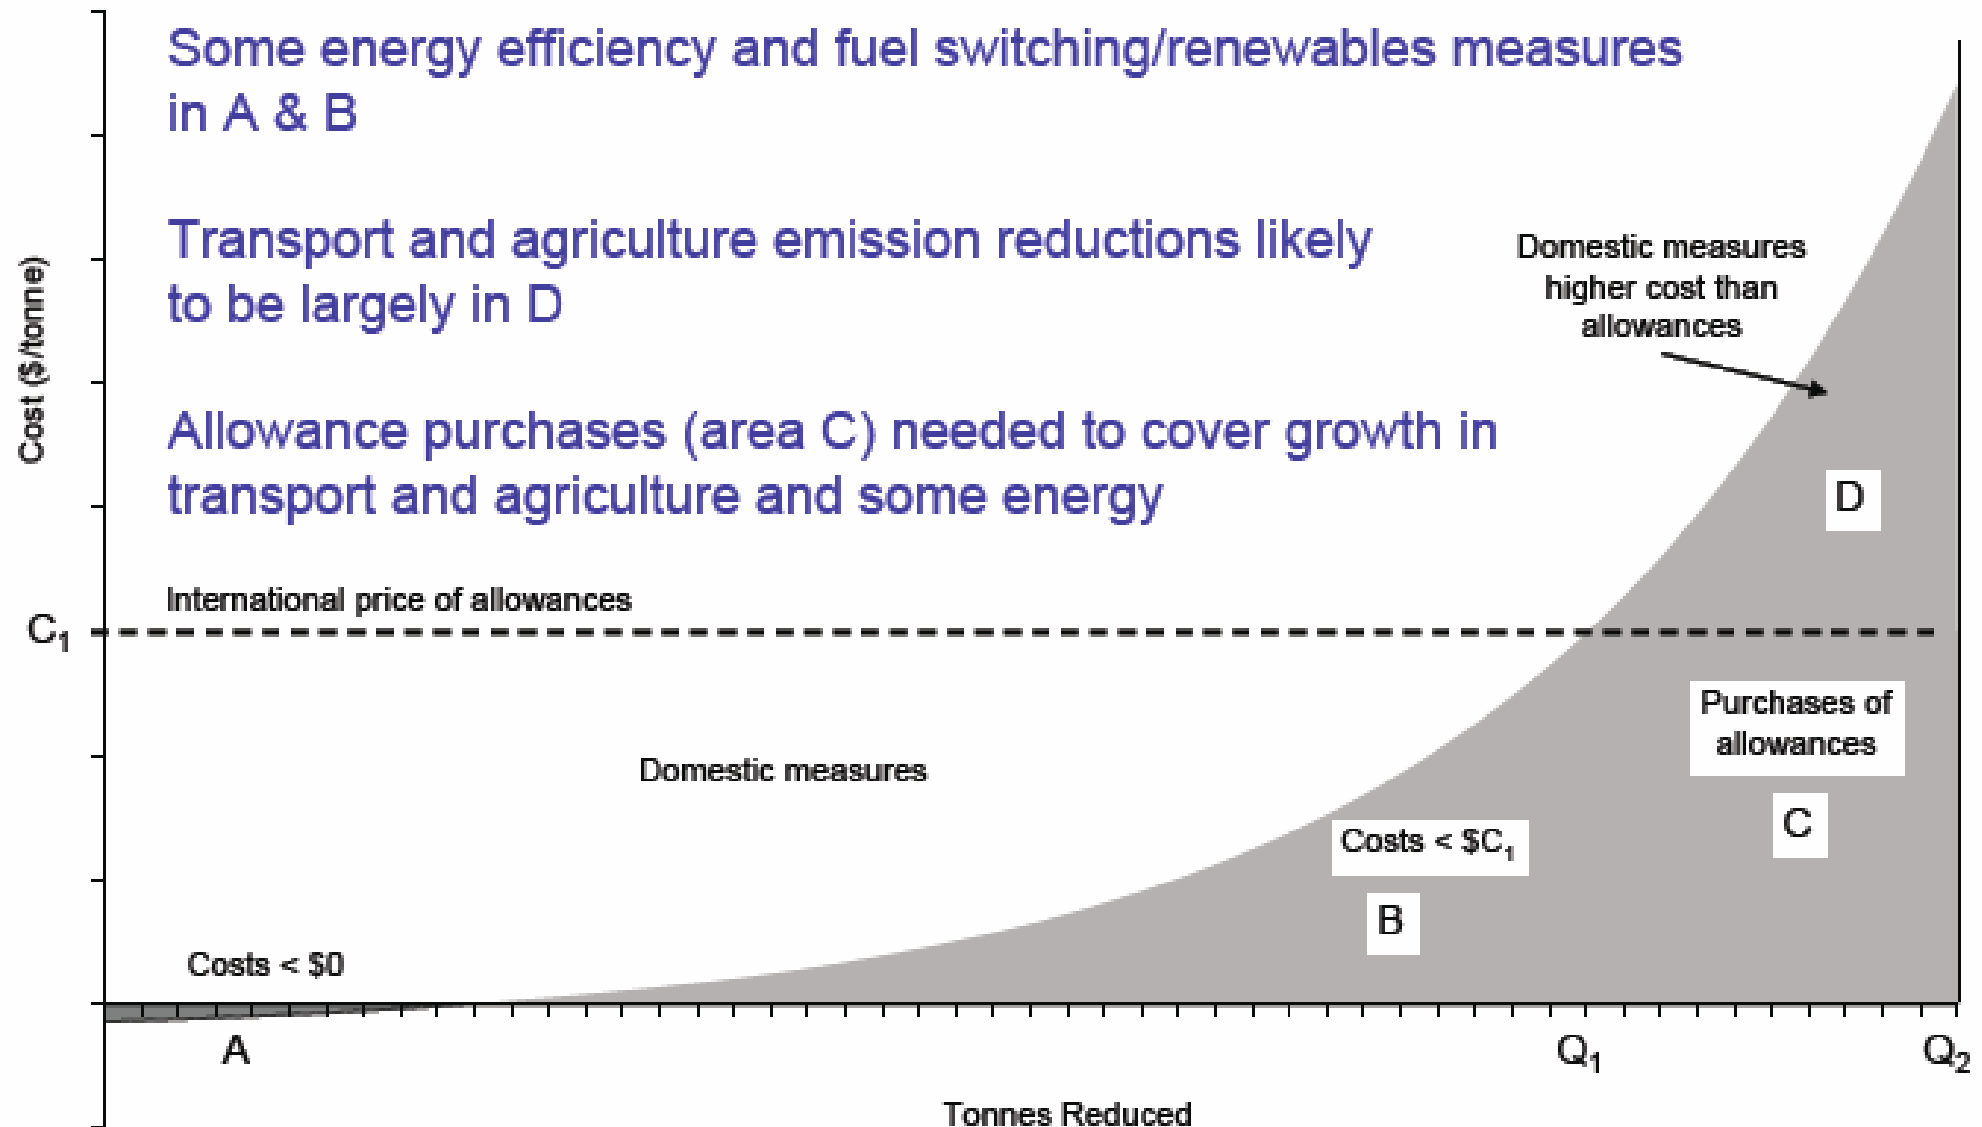 Some energy efficiency and fuel switching/renewables measures
in A & B
Transport and agriculture emission reductions likely
to be largely in D
Allowance purchases (area C) needed to cover growth in
transport and agriculture and some energy
Domestic measures
higher cost than
allowances
D
Cost ($/tonne)
International price of allowances
C₁
Purchases of
allowances
C
Domestic measures
Costs < $C₁
B
Costs < $0
A
Q₁
Q₂
Tonnes Reduced